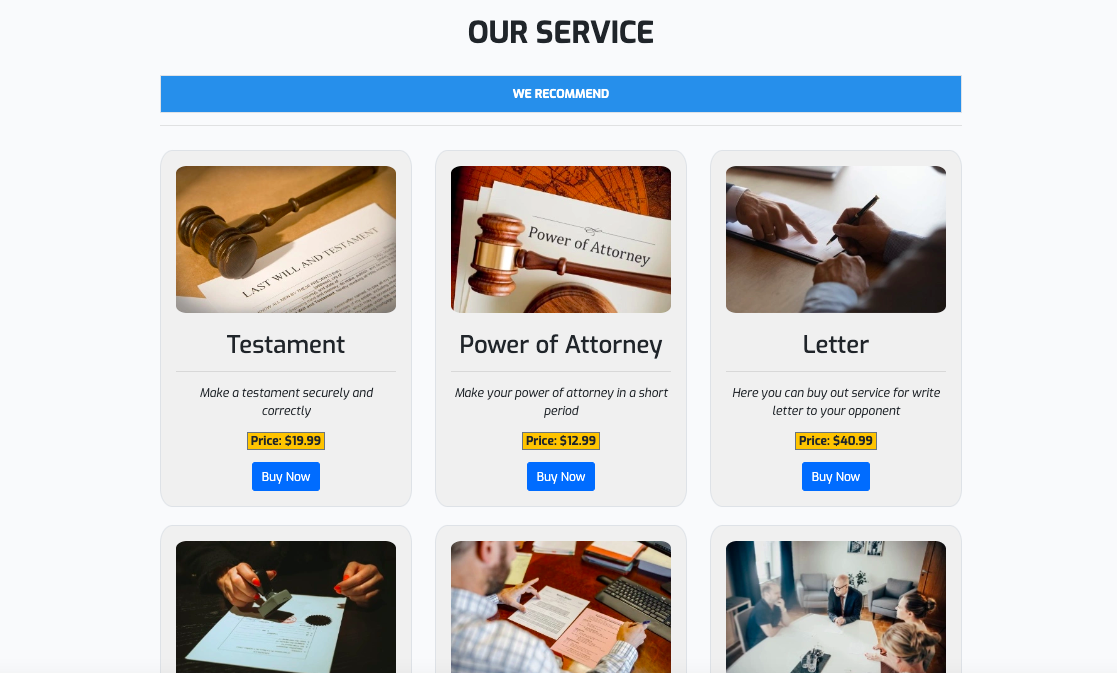 OUR SERVICE
WE RECOMMEND
LAST WILL AND TESTAMENT
Power of Attorney
Testament
Power of Attorney
Letter
Make a testament securely and
correctly
Make your power of attorney in a short
period
Here you can buy out service for write
letter to your opponent
Price: $19.99
Price: $12.99
Price: $40.99
Buy Now
Buy Now
Buy Now